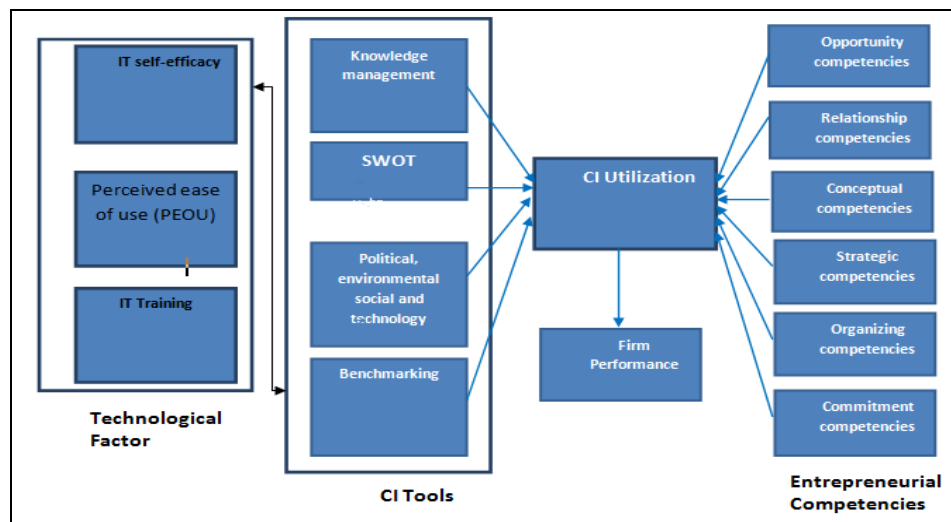 IT self-efficacy
Perceived ease
of use (PEOU)
IT Training
Technological
Factor
Knowledge
management
SWOT
Political,
environmental
social and
technology
Benchmarking
CI Tools
CI Utilization
Firm
Performance
Opportunity
competencies
Relationship
competencies
Conceptual
competencies
Strategic
competencies
Organizing
competencies
Commitment
competencies
Entrepreneurial
Competencies